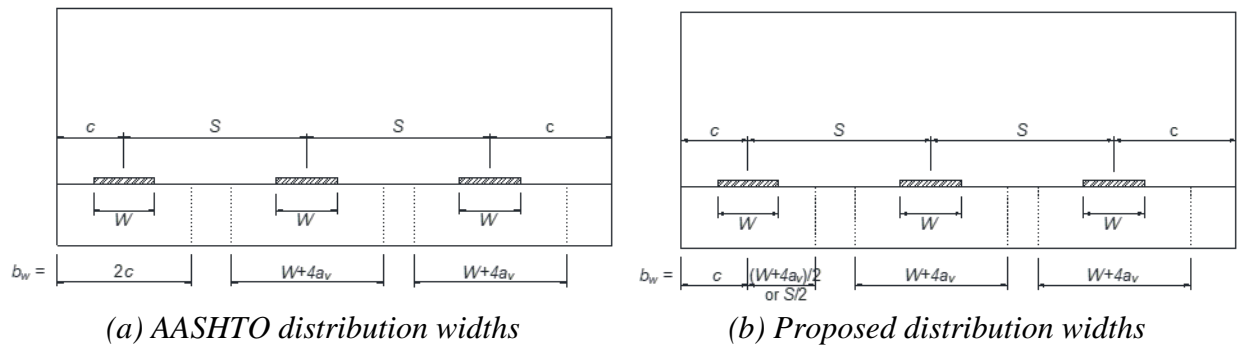 c S S c
W W W
b_w = 2c W+4a_v W+4a_v
(a) AASHTO distribution widths
c S S c
W W W
b_w = c (W+4a_v)/2 W+4a_v W+4a_v
or S/2
(b) Proposed distribution widths